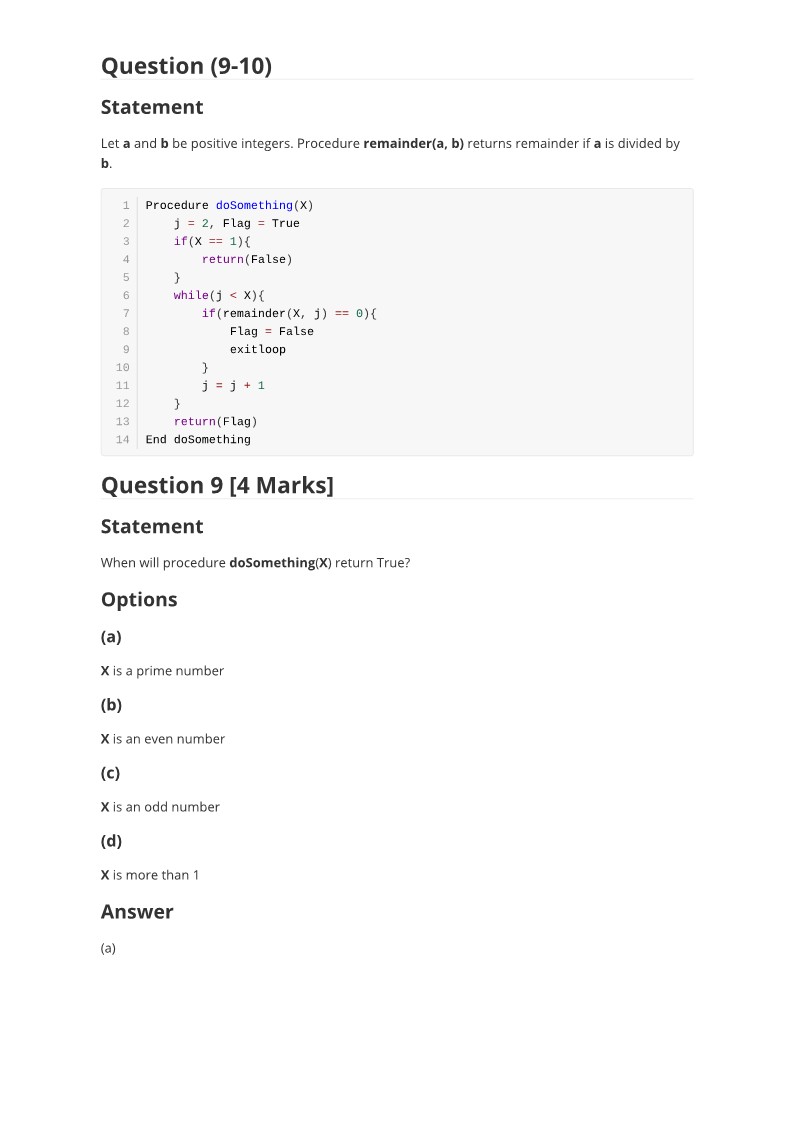 Question (9-10)
Statement
Let a and b be positive integers. Procedure remainder(a, b) returns remainder if a is divided by
b.
1 Procedure doSomething(X)
2     j = 2, Flag = True
3     if(X == 1){
4         return(False)
5     }
6     while(j < X){
7         if(remainder(X, j) == 0){
8             Flag = False
9             exitloop
10         }
11         j = j + 1
12     }
13     return(Flag)
14 End doSomething
Question 9 [4 Marks]
Statement
When will procedure doSomething(X) return True?
Options
(a)
X is a prime number
(b)
X is an even number
(c)
X is an odd number
(d)
X is more than 1
Answer
(a)